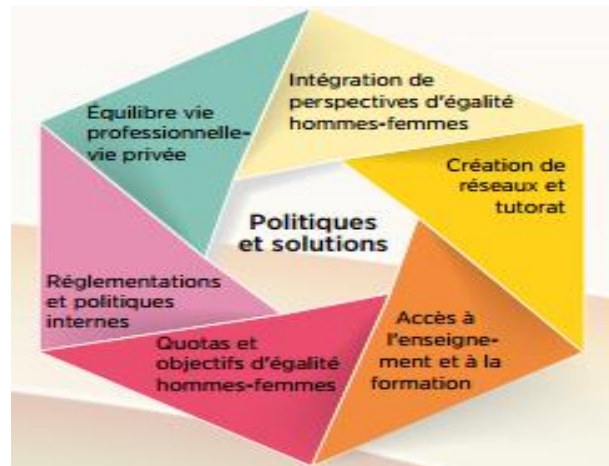 Intégration de
perspectives d'égalité
hommes-femmes
Création de
réseaux et
tutorat
Accès à
l'enseigne-
ment et à la
formation
Quotas et
objectifs d'égalité
hommes-femmes
Réglementations
et politiques
internes
Équilibre vie
professionnelle-
vie privée
Politiques
et solutions